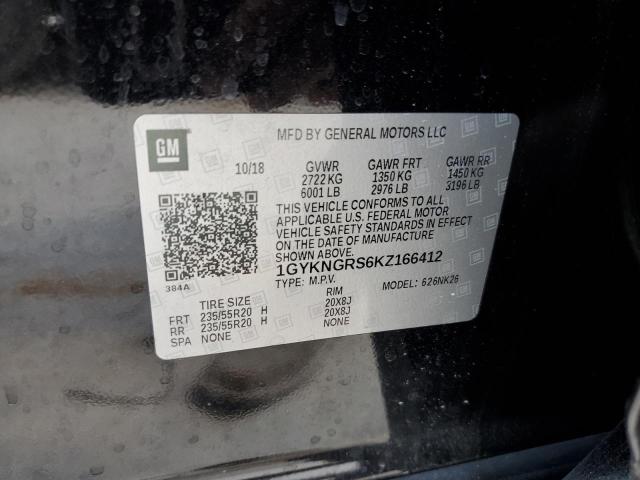 GM
MFD BY GENERAL MOTORS LLC
10/18 GVWR GAWR FRT GAWR RR
2722 KG 1350 KG 1450 KG
6001 LB 2976 LB 3196 LB
THIS VEHICLE CONFORMS TO ALL
APPLICABLE U.S. FEDERAL MOTOR
VEHICLE SAFETY STANDARDS IN EFFECT
ON THE DATE OF MANUFACTURE
SHOWN ABOVE.
1GYKNGRS6KZ166412
384A
TYPE: M.P.V. MODEL: 626NK26
TIRE SIZE RIM
FRT 235/55R20 H 20X8J
RR 235/55R20 H 20X8J
SPA NONE NONE